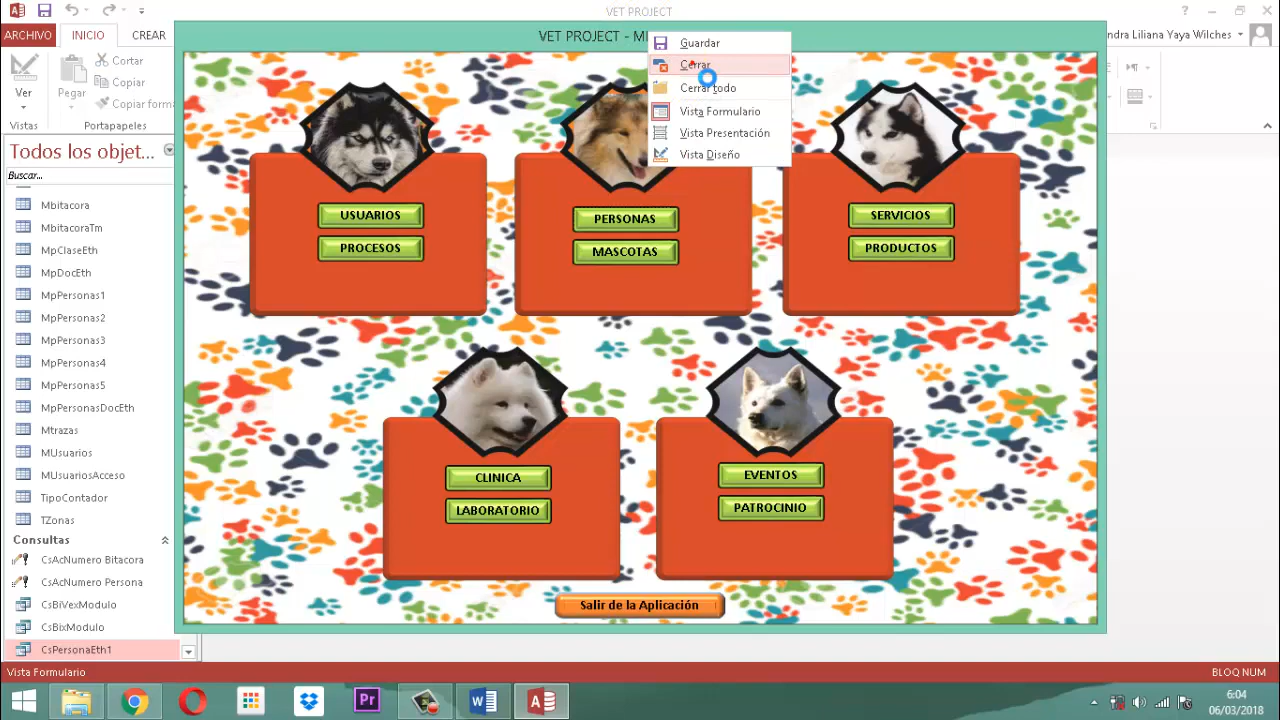 VET PROJECT
ARCHIVO
INICIO
CREAR
ndra Liliana Yaya Wilches
Ver
Vistas
Pegar
Cortar
Copiar
Copiar forma
Portapapeles
Todos los objet...
Buscar...
Mbitacora
MbitacoraTm
MpClaseEth
MpDocEth
MpPersonas1
MpPersonas2
MpPersonas3
MpPersonas4
MpPersonas5
MpPersonasDocEth
Mtrazas
MUsuarios
MUsuariosAcceso
TipoContador
TZonas
Consultas
CsAcNumero Bitacora
CsAcNumero Persona
CsBiVexModulo
CsBixModulo
CsPersonaEth1
VET PROJECT - M
Guardar
Cerrar
Cerrar todo
Vista Formulario
Vista Presentación
Vista Diseño
USUARIOS
PROCESOS
PERSONAS
MASCOTAS
SERVICIOS
PRODUCTOS
CLINICA
LABORATORIO
EVENTOS
PATROCINIO
Salir de la Aplicación
Vista Formulario
BLOQ NUM
Pr
6:04
06/03/2018